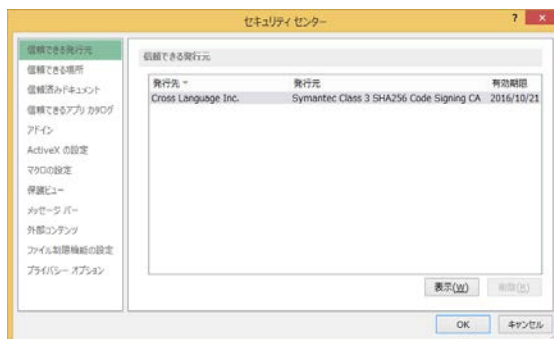 セキュリティ センター
?
×
信頼できる発行元
信頼できる場所
信頼済みドキュメント
信頼できるアプリ カタログ
アドイン
ActiveX の設定
マクロの設定
保護ビュー
メッセージ バー
外部コンテンツ
ファイル制限機能の設定
プライバシー オプション
信頼できる発行元
発行先 発行元 有効期限
Cross Language Inc. Symantec Class 3 SHA256 Code Signing CA 2016/10/21
表示(W) 削除(R)
OK キャンセル